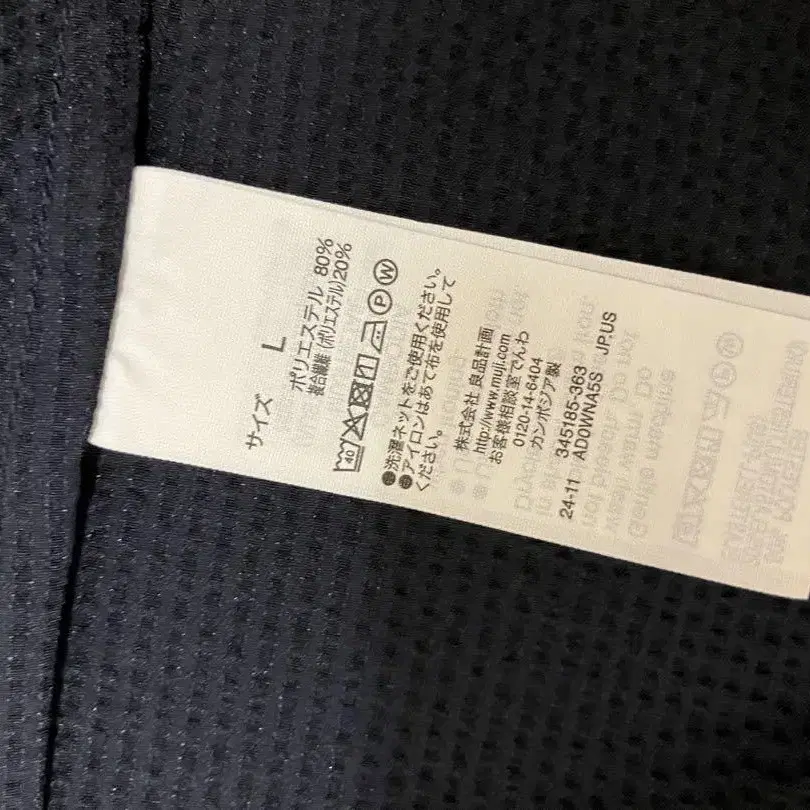 サイズ
L
ポリエステル 80%
複合繊維(ポリエステル)20%
40 P W
●洗濯ネットをご使用ください。
●アイロンはあて布を使用して
ください。
株式会社 良品計画
http://www.muji.com
お客様相談室でんわ
0120-14-6404
カンボジア製
345185-363 JP.US
24-11 AD0WNA5S